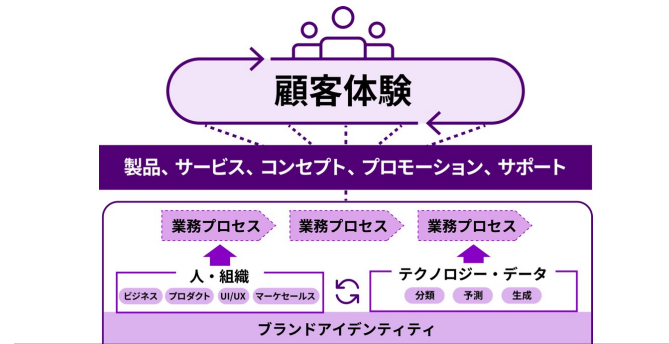 顧客体験
製品、サービス、コンセプト、プロモーション、サポート
業務プロセス 業務プロセス 業務プロセス
人・組織
ビジネス プロダクト UI/UX マーケセールス
テクノロジー・データ
分類 予測 生成
ブランドアイデンティティ